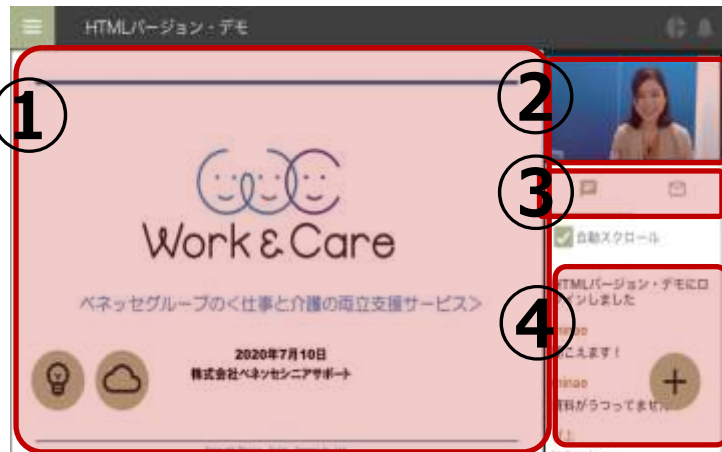 HTMLバージョン・デモ
①
Work & Care
ベネッセグループの<仕事と介護の両立支援サービス>
2020年7月10日
株式会社ベネッセシニアサポート
②
③
自動スクロール
④
HTMLバージョン・デモにロ
インしました
こえます!
料がうつってませ